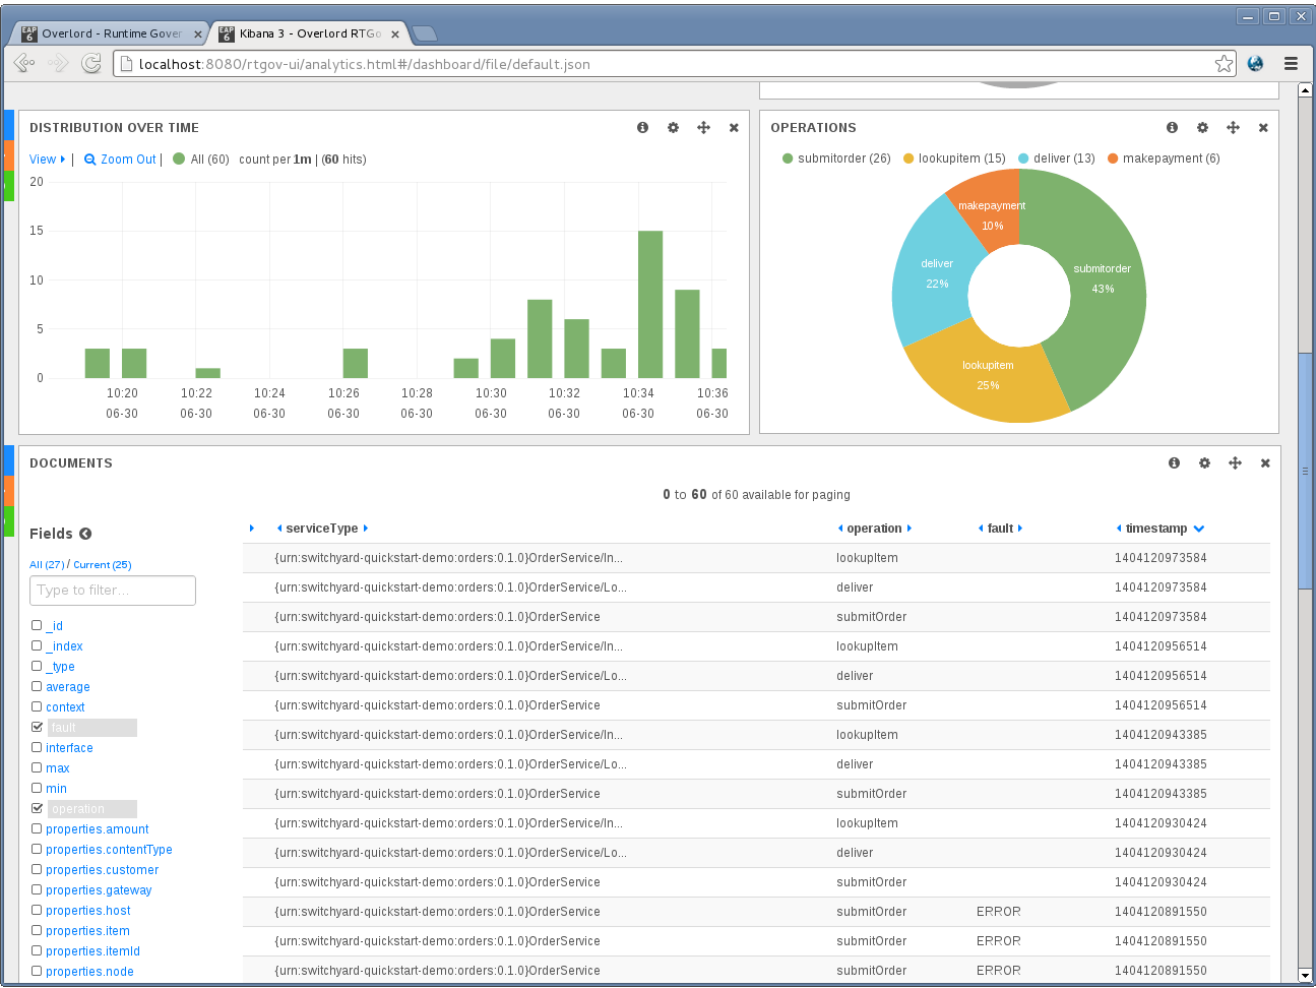 Overlord - Runtime Gover
Kibana 3 - Overlord RTGo
localhost:8080/rtgov-ui/analytics.html#/dashboard/file/default.json
DISTRIBUTION OVER TIME
View | Zoom Out | All (60) count per 1m | (60 hits)
20
15
10
5
0
10:20 10:22 10:24 10:26 10:28 10:30 10:32 10:34 10:36
06-30 06-30 06-30 06-30 06-30 06-30 06-30 06-30 06-30
OPERATIONS
submitorder (26) lookupitem (15) deliver (13) makepayment (6)
makepayment
10%
deliver
22%
submitorder
43%
lookupitem
25%
DOCUMENTS
0 to 60 of 60 available for paging
Fields
All (27) / Current (25)
Type to filter...
_id
_index
_type
average
context
fault
interface
max
min
operation
properties.amount
properties.contentType
properties.customer
properties.gateway
properties.host
properties.item
properties.itemId
properties.node
serviceType operation fault timestamp
{urn:switchyard-quickstart-demo:orders:0.1.0}OrderService/In... lookupItem 1404120973584
{urn:switchyard-quickstart-demo:orders:0.1.0}OrderService/Lo... deliver 1404120973584
{urn:switchyard-quickstart-demo:orders:0.1.0}OrderService submitOrder 1404120973584
{urn:switchyard-quickstart-demo:orders:0.1.0}OrderService/In... lookupItem 1404120956514
{urn:switchyard-quickstart-demo:orders:0.1.0}OrderService/Lo... deliver 1404120956514
{urn:switchyard-quickstart-demo:orders:0.1.0}OrderService submitOrder 1404120956514
{urn:switchyard-quickstart-demo:orders:0.1.0}OrderService/In... lookupItem 1404120943385
{urn:switchyard-quickstart-demo:orders:0.1.0}OrderService/Lo... deliver 1404120943385
{urn:switchyard-quickstart-demo:orders:0.1.0}OrderService submitOrder 1404120943385
{urn:switchyard-quickstart-demo:orders:0.1.0}OrderService/In... lookupItem 1404120930424
{urn:switchyard-quickstart-demo:orders:0.1.0}OrderService/Lo... deliver 1404120930424
{urn:switchyard-quickstart-demo:orders:0.1.0}OrderService submitOrder 1404120930424
{urn:switchyard-quickstart-demo:orders:0.1.0}OrderService submitOrder ERROR 1404120891550
{urn:switchyard-quickstart-demo:orders:0.1.0}OrderService submitOrder ERROR 1404120891550
{urn:switchyard-quickstart-demo:orders:0.1.0}OrderService submitOrder ERROR 1404120891550